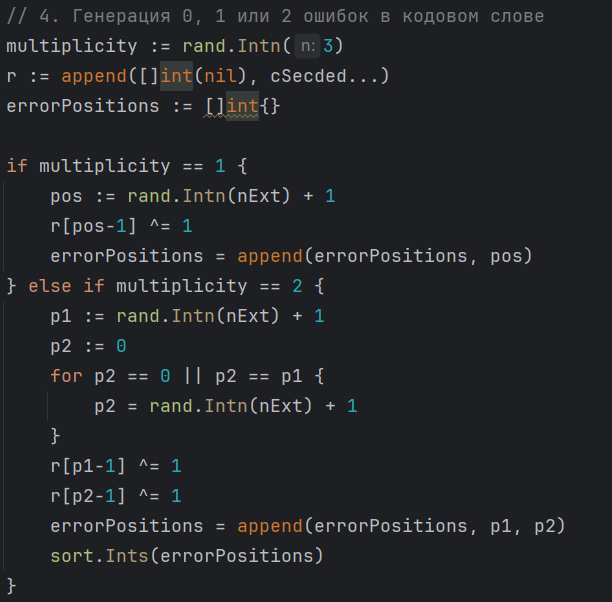 // 4. Генерация 0, 1 или 2 ошибок в кодовом слове
multiplicity := rand.Intn( n: 3)
r := append([]int(nil), cSecded...)
errorPositions := []int{}

if multiplicity == 1 {
    pos := rand.Intn(nExt) + 1
    r[pos-1] ^= 1
    errorPositions = append(errorPositions, pos)
} else if multiplicity == 2 {
    p1 := rand.Intn(nExt) + 1
    p2 := 0
    for p2 == 0 || p2 == p1 {
        p2 = rand.Intn(nExt) + 1
    }
    r[p1-1] ^= 1
    r[p2-1] ^= 1
    errorPositions = append(errorPositions, p1, p2)
    sort.Ints(errorPositions)
}